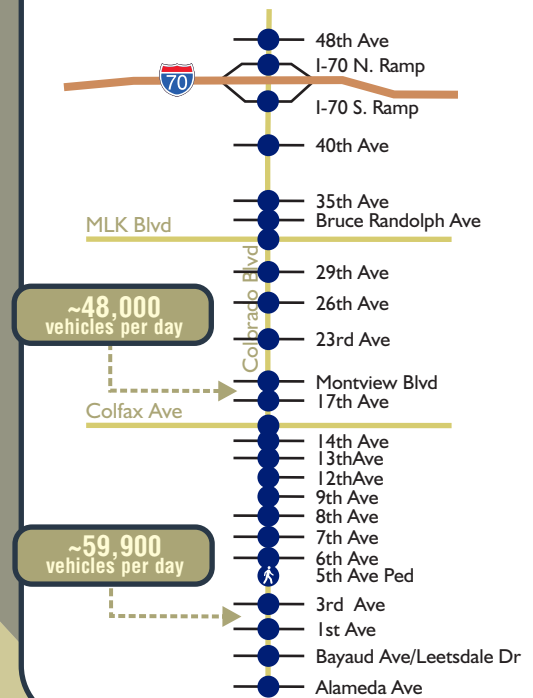 48th Ave
I-70 N. Ramp
70
I-70 S. Ramp
40th Ave
35th Ave
Bruce Randolph Ave
MLK Blvd
Colorado Blvd
29th Ave
26th Ave
~48,000
vehicles per day
23rd Ave
Montview Blvd
17th Ave
Colfax Ave
14th Ave
13thAve
12thAve
9th Ave
8th Ave
7th Ave
~59,900
vehicles per day
6th Ave
5th Ave Ped
3rd  Ave
1st Ave
Bayaud Ave/Leetsdale Dr
Alameda Ave